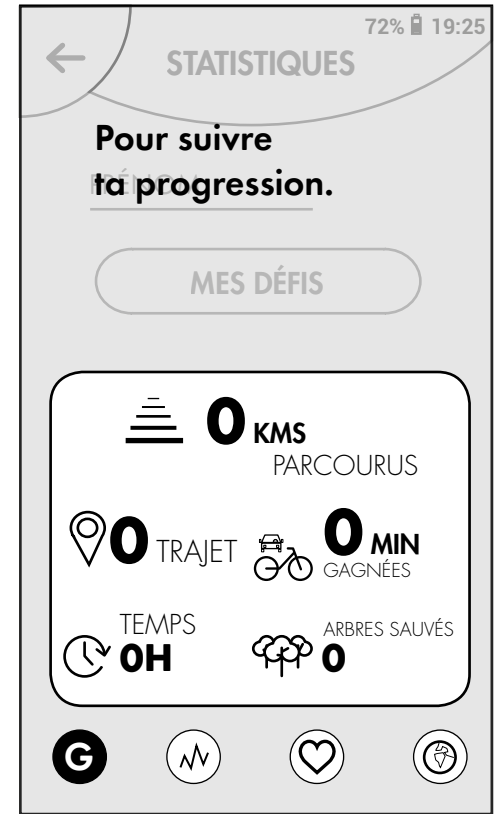 72% 19:25
STATISTIQUES
Pour suivre
PRÉNOM
ta progression.
MES DÉFIS
0 KMS
PARCOURUS
0 TRAJET
0 MIN
GAGNÉES
TEMPS
0H
ARBRES SAUVÉS
0
G